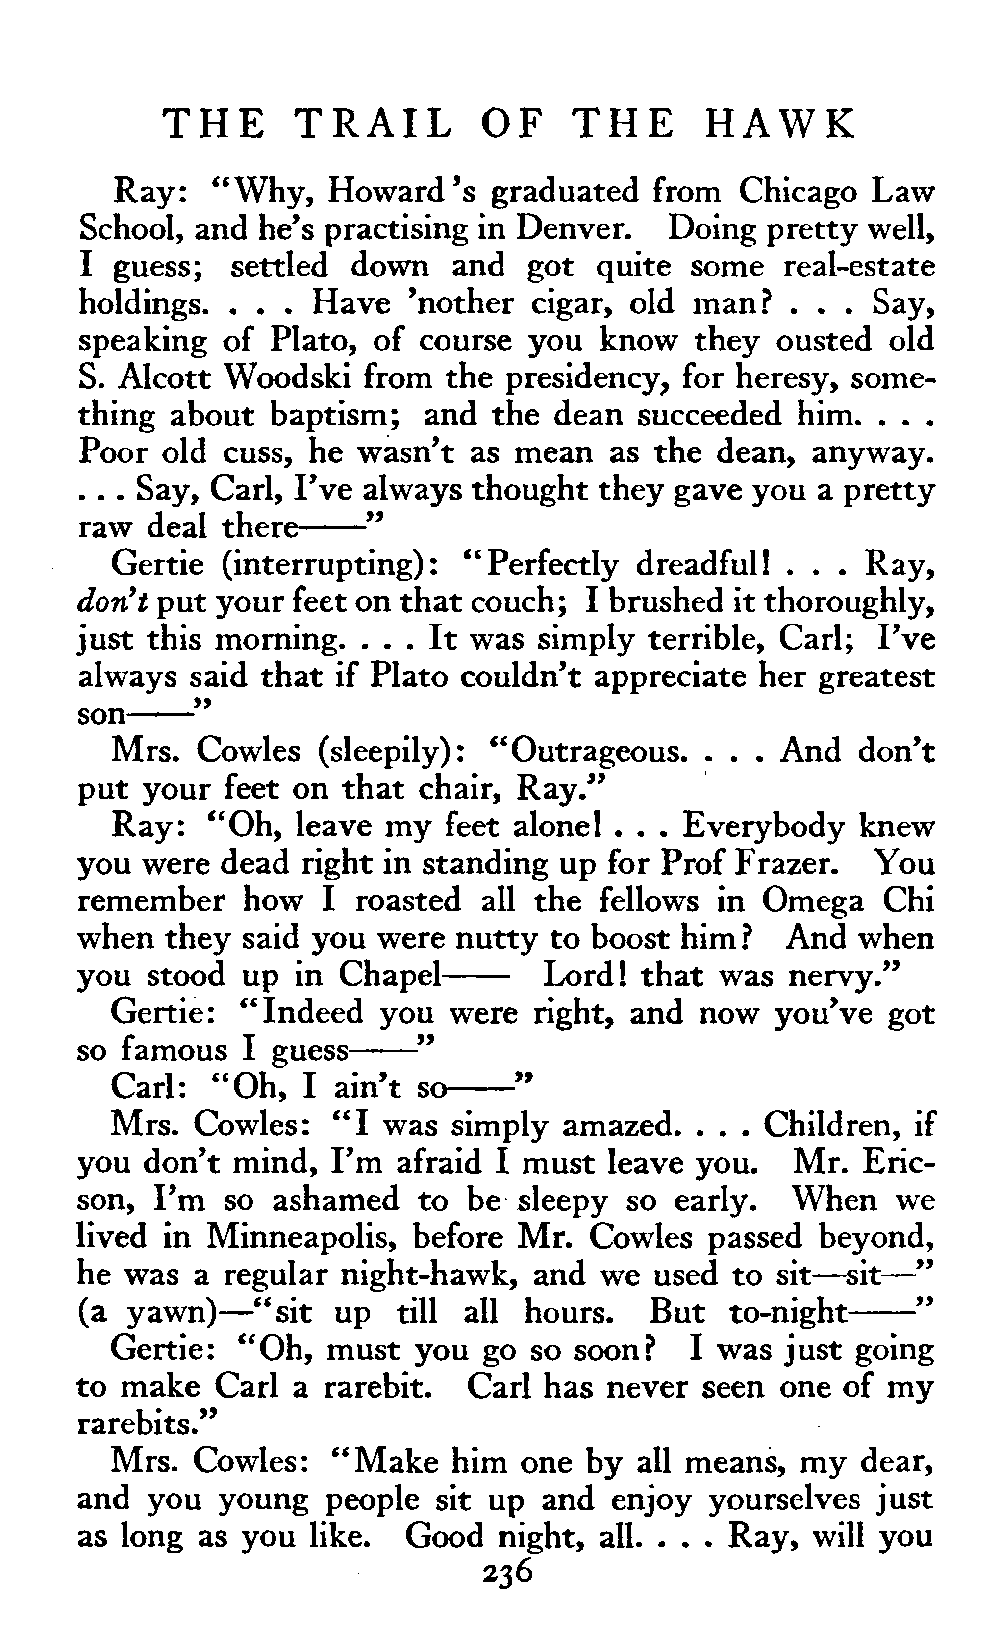 THE TRAIL OF THE HAWK
Ray: "Why, Howard's graduated from Chicago Law
School, and he's practising in Denver. Doing pretty well,
I guess; settled down and got quite some real-estate
holdings. . . . Have 'nother cigar, old man? . . . Say,
speaking of Plato, of course you know they ousted old
S. Alcott Woodski from the presidency, for heresy, some-
thing about baptism; and the dean succeeded him. . . .
Poor old cuss, he wasn't as mean as the dean, anyway.
. . . Say, Carl, I've always thought they gave you a pretty
raw deal there——"
Gertie (interrupting): "Perfectly dreadful! . . . Ray,
don't put your feet on that couch; I brushed it thoroughly,
just this morning. . . . It was simply terrible, Carl; I've
always said that if Plato couldn't appreciate her greatest
son——"
Mrs. Cowles (sleepily): "Outrageous. . . . And don't
put your feet on that chair, Ray."
Ray: "Oh, leave my feet alone! . . . Everybody knew
you were dead right in standing up for Prof Frazer. You
remember how I roasted all the fellows in Omega Chi
when they said you were nutty to boost him? And when
you stood up in Chapel—— Lord! that was nervy."
Gertie: "Indeed you were right, and now you've got
so famous I guess——"
Carl: "Oh, I ain't so——"
Mrs. Cowles: "I was simply amazed. . . . Children, if
you don't mind, I'm afraid I must leave you. Mr. Eric-
son, I'm so ashamed to be sleepy so early. When we
lived in Minneapolis, before Mr. Cowles passed beyond,
he was a regular night-hawk, and we used to sit—sit—"
(a yawn)—"sit up till all hours. But to-night——"
Gertie: "Oh, must you go so soon? I was just going
to make Carl a rarebit. Carl has never seen one of my
rarebits."
Mrs. Cowles: "Make him one by all means, my dear,
and you young people sit up and enjoy yourselves just
as long as you like. Good night, all. . . . Ray, will you
236